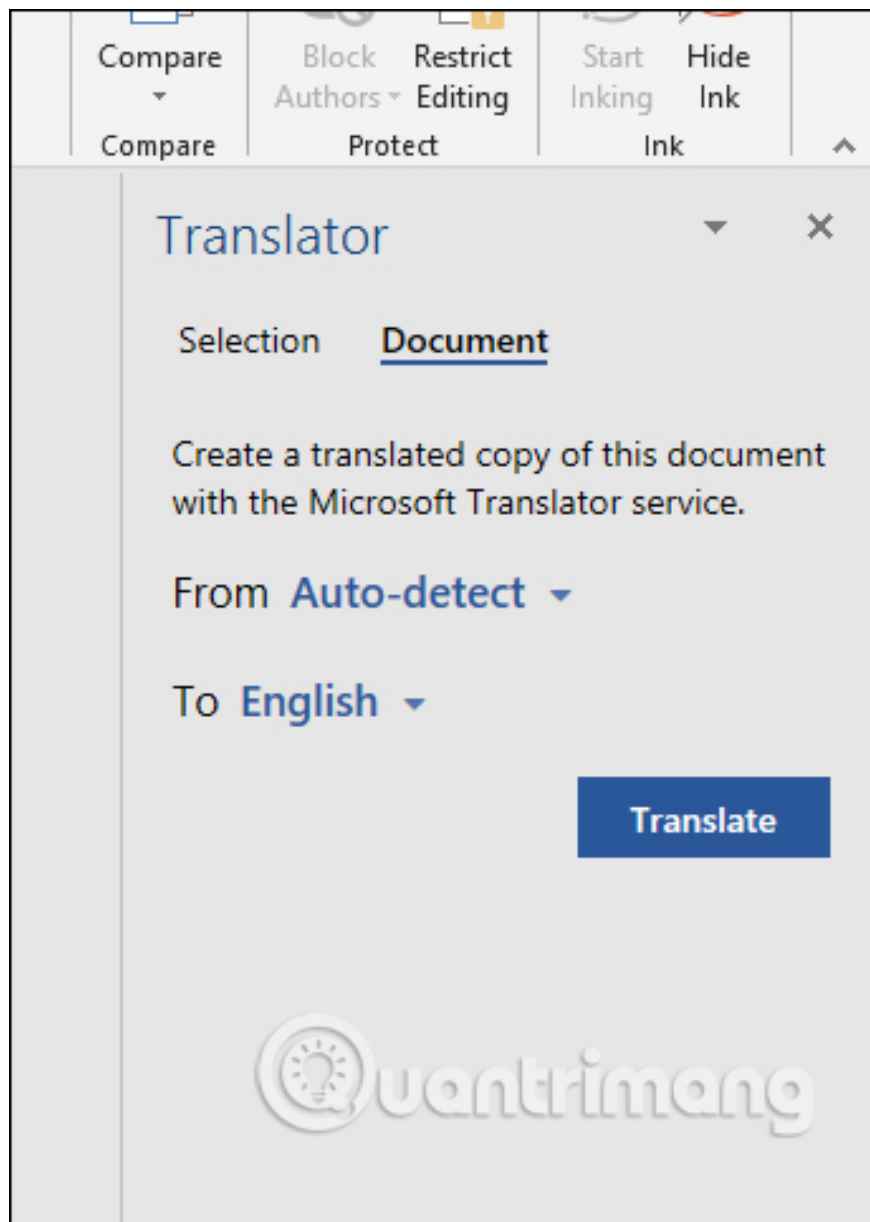 Compare
Block Authors
Restrict Editing
Start Inking
Hide Ink
Compare
Protect
Ink
Translator
Selection
Document
Create a translated copy of this document
with the Microsoft Translator service.
From Auto-detect
To English
Translate
Quantrimang